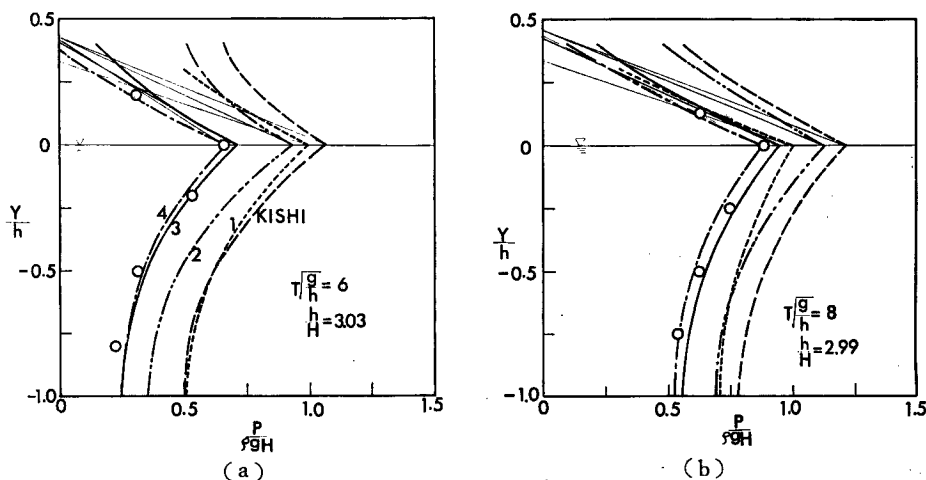 0.5
0
Y
h
-0.5
-1.0
4
3
2
1
KISHI
T√g/h = 6
h/H = 3.03
0
0.5
1.0
1.5
P
ρgH
(a)
0.5
0
Y
h
-0.5
-1.0
T√g/h = 8
h/H = 2.99
0
0.5
1.0
1.5
P
ρgH
(b)